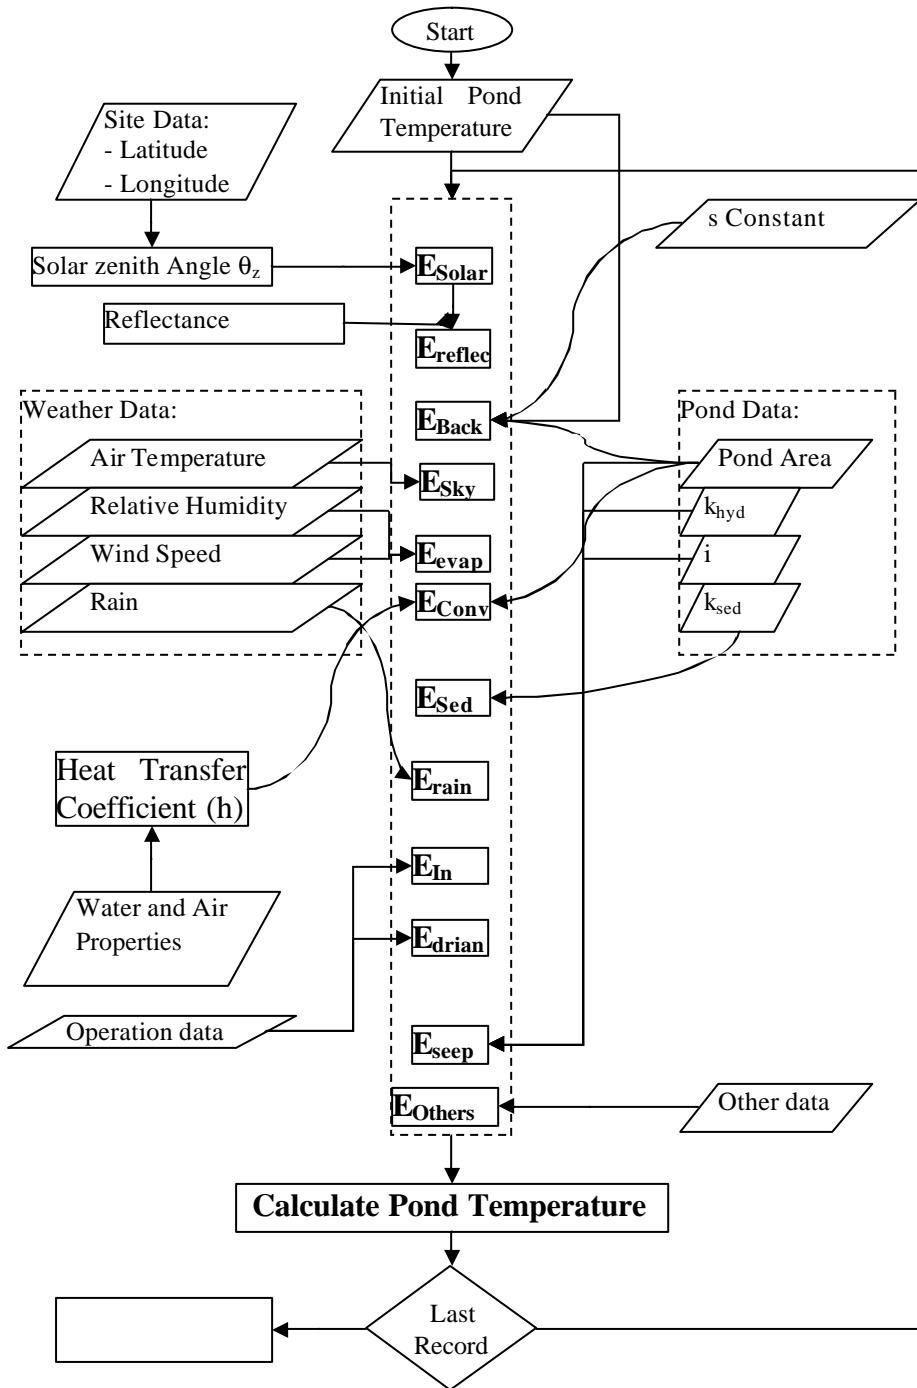 Start
Initial Pond
Temperature
Site Data:
- Latitude
- Longitude
s Constant
Solar zenith Angle θz
ESolar
Reflectance
Ereflec
Weather Data:
EBack
Pond Data:
Air Temperature
ESky
Pond Area
Relative Humidity
khyd
Wind Speed
Eevap
i
Rain
EConv
ksed
ESed
Heat Transfer
Coefficient (h)
Erain
EIn
Water and Air
Properties
Edrian
Operation data
Eseep
EOthers
Other data
Calculate Pond Temperature
Last
Record